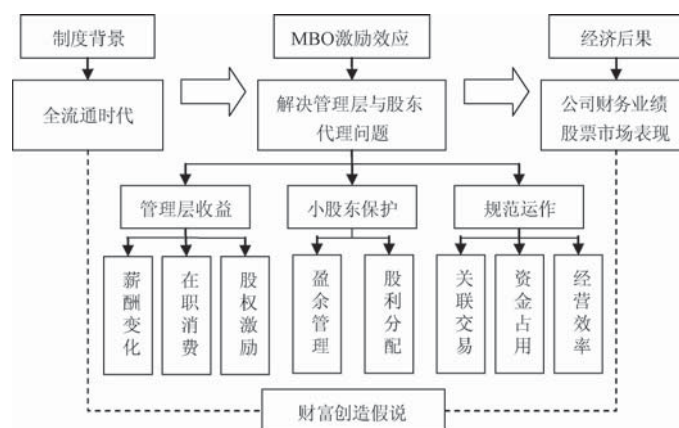 制度背景
MBO激励效应
经济后果
全流通时代
解决管理层与股东
代理问题
公司财务业绩
股票市场表现
管理层收益
小股东保护
规范运作
薪酬变化
在职消费
股权激励
盈余管理
股利分配
关联交易
资金占用
经营效率
财富创造假说